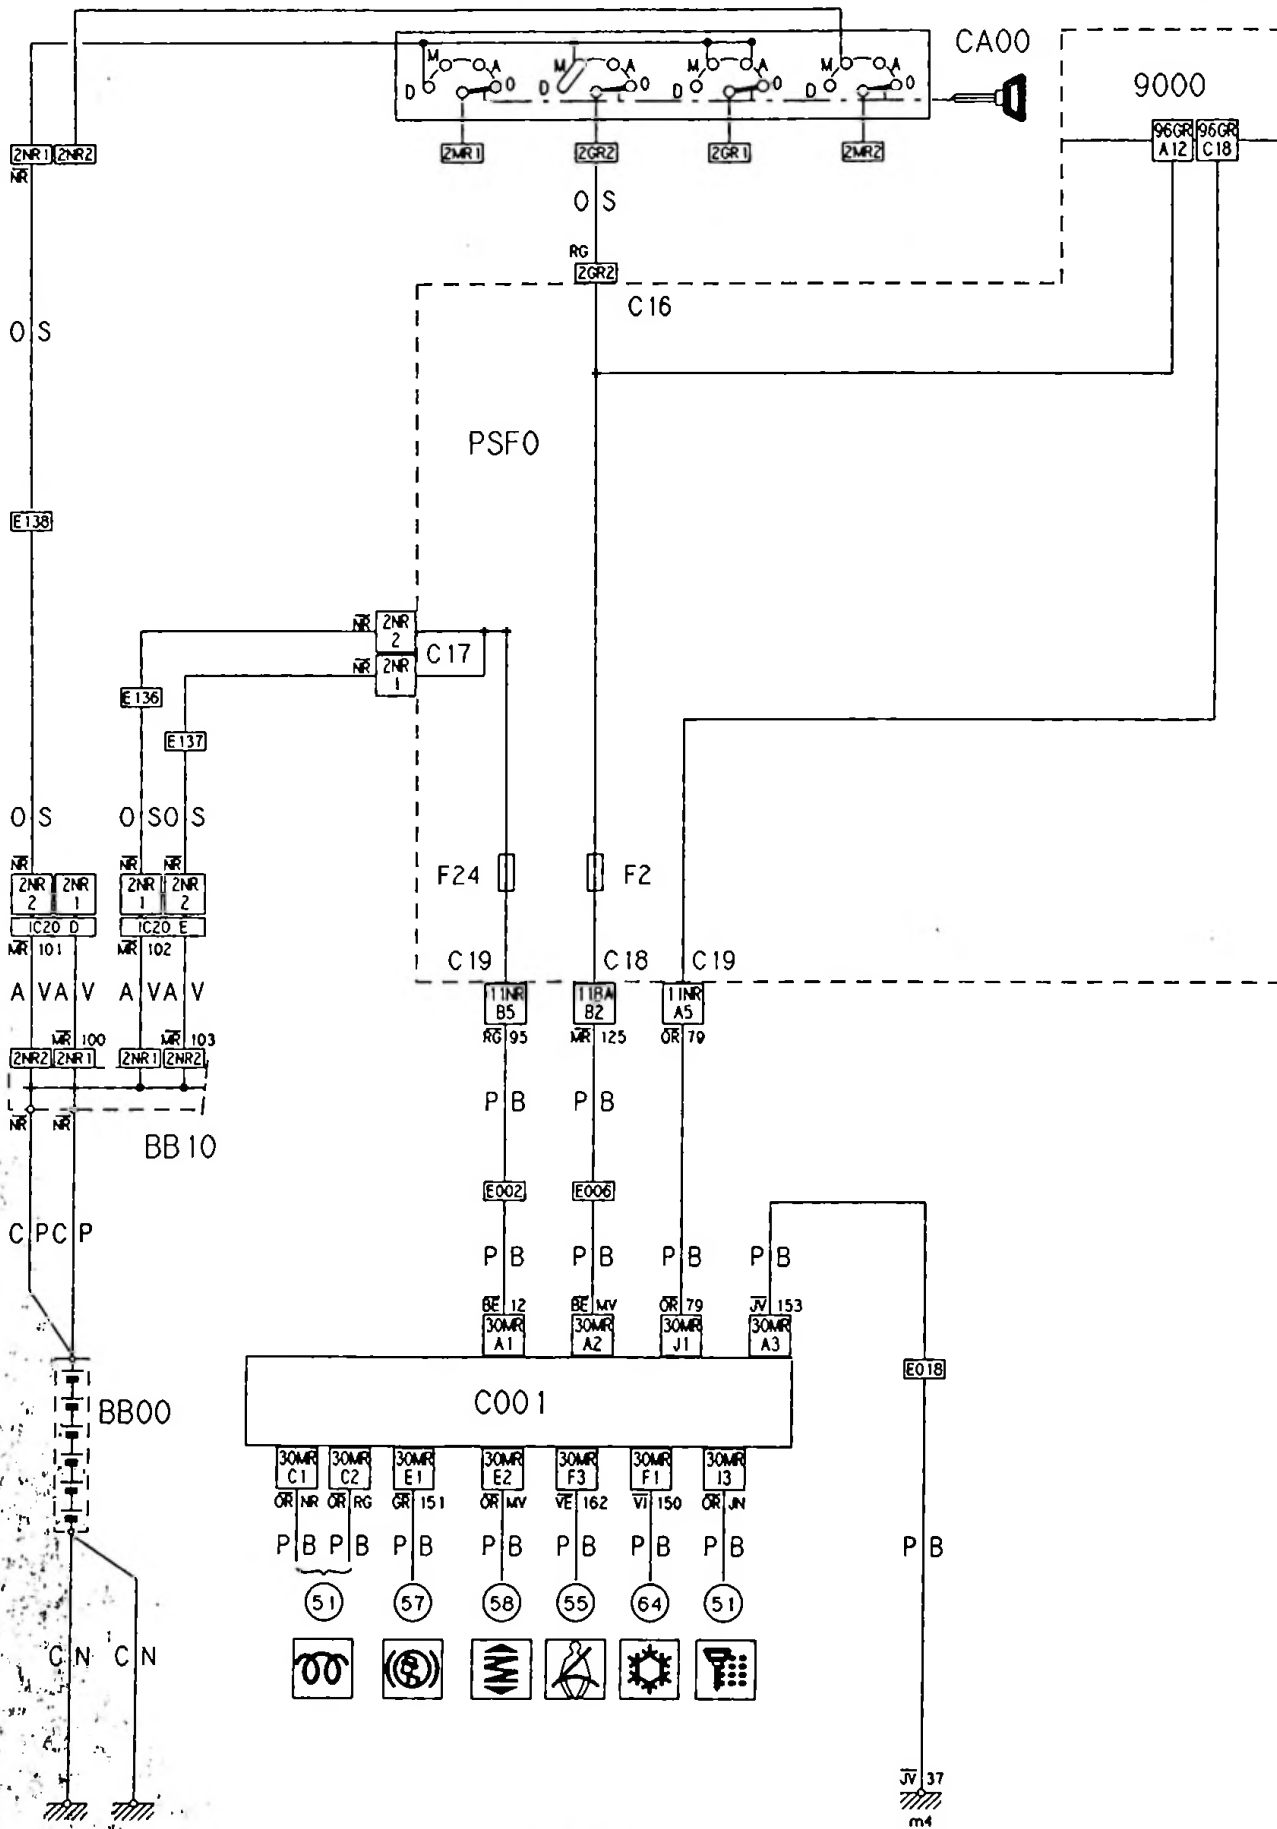 CA00
9000
M A M A M A M A
D O D O D O D O
96GR 96GR
A12 C18
2NR1 2NR2
NR
2MR1 2GR2 2GR1 2MR2
O S
RG
2GR2
C16
O S
PSF0
E138
NR 2NR
2
C17
NR 2NR
1
E136
E137
O S O S O S
F24 F2
NR NR NR
2NR 2NR 2NR 2NR
2 1 1 2
IC20 D IC20 E
MR 101 MR 102
C19 C18 C19
A V A V A V A V
11NR 11BA 11NR
B5 B2 A5
MR 100 MR 103
RG 95 MR 125 OR 79
2NR2 2NR1 2NR1 2NR2
P B P B
NR NR
BB10
E002 E006
C P C P
P B P B P B P B
BE 12 BE MV OR 79 JV 153
30MR 30MR 30MR 30MR
A1 A2 J1 A3
E018
BB00
C001
30MR 30MR 30MR 30MR 30MR 30MR 30MR
C1 C2 E1 E2 F3 F1 I3
OR NR OR RG GR 151 OR MV VE 162 VI 150 OR JN
P B P B P B P B P B P B P B P B
51 57 58 55 64 51
C N C N
JV 37
m4